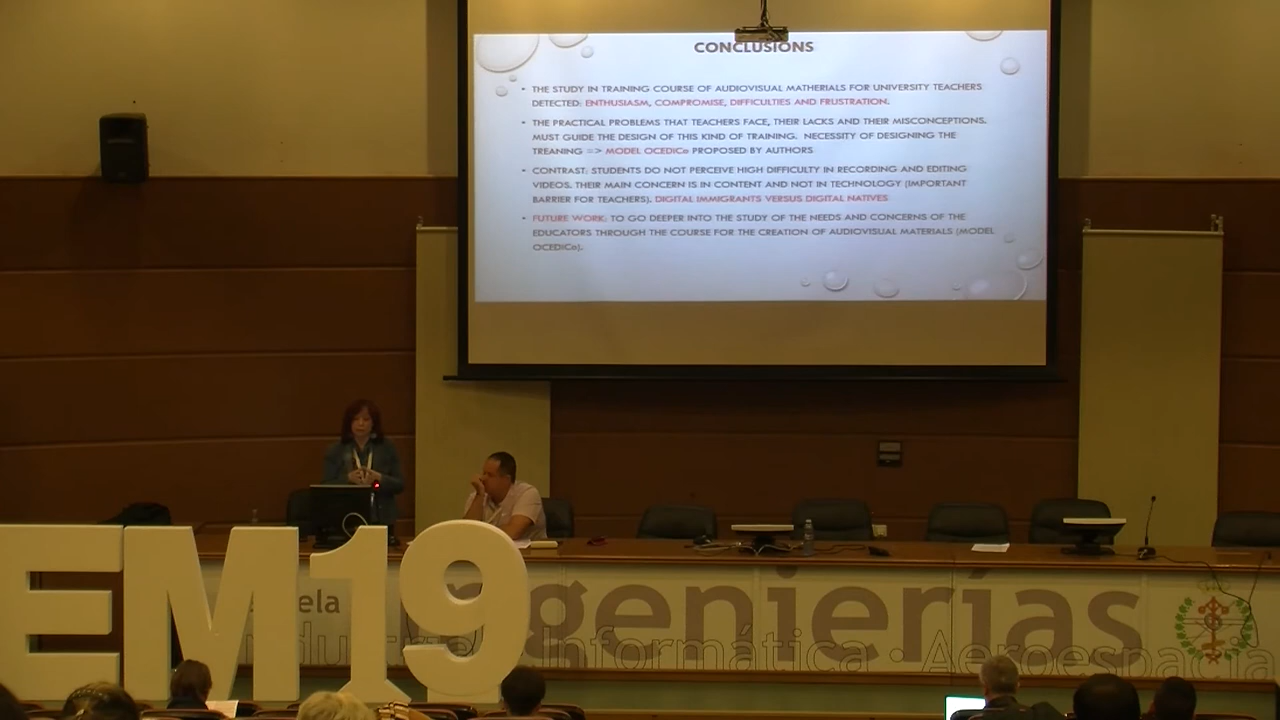 CONCLUSIONS
• THE STUDY IN TRAINING COURSE OF AUDIOVISUAL MATHERIALS FOR UNIVERSITY TEACHERS
DETECTED: ENTHUSIASM, COMPROMISE, DIFFICULTIES AND FRUSTRATION.
• THE PRACTICAL PROBLEMS THAT TEACHERS FACE, THEIR LACKS AND THEIR MISCONCEPTIONS.
MUST GUIDE THE DESIGN OF THIS KIND OF TRAINING. NECESSITY OF DESIGNING THE
TREANING => MODEL OCEDICo PROPOSED BY AUTHORS
• CONTRAST: STUDENTS DO NOT PERCEIVE HIGH DIFFICULTY IN RECORDING AND EDITING
VIDEOS. THEIR MAIN CONCERN IS IN CONTENT AND NOT IN TECHNOLOGY (IMPORTANT
BARRIER FOR TEACHERS). DIGITAL IMMIGRANTS VERSUS DIGITAL NATIVES
• FUTURE WORK: TO GO DEEPER INTO THE STUDY OF THE NEEDS AND CONCERNS OF THE
EDUCATORS THROUGH THE COURSE FOR THE CREATION OF AUDIOVISUAL MATERIALS (MODEL
OCEDICo).
EM19
ela
genierías
Informática · Aeroespacia